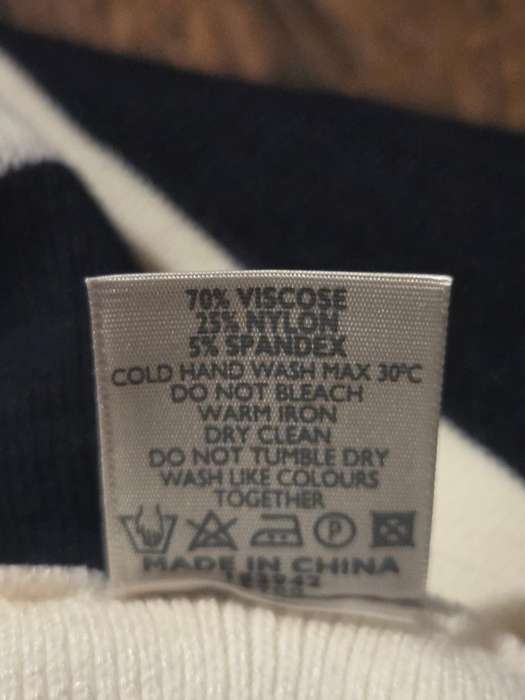 70% VISCOSE
25% NYLON
5% SPANDEX
COLD HAND WASH MAX 30°C
DO NOT BLEACH
WARM IRON
DRY CLEAN
DO NOT TUMBLE DRY
WASH LIKE COLOURS
TOGETHER
P
MADE IN CHINA